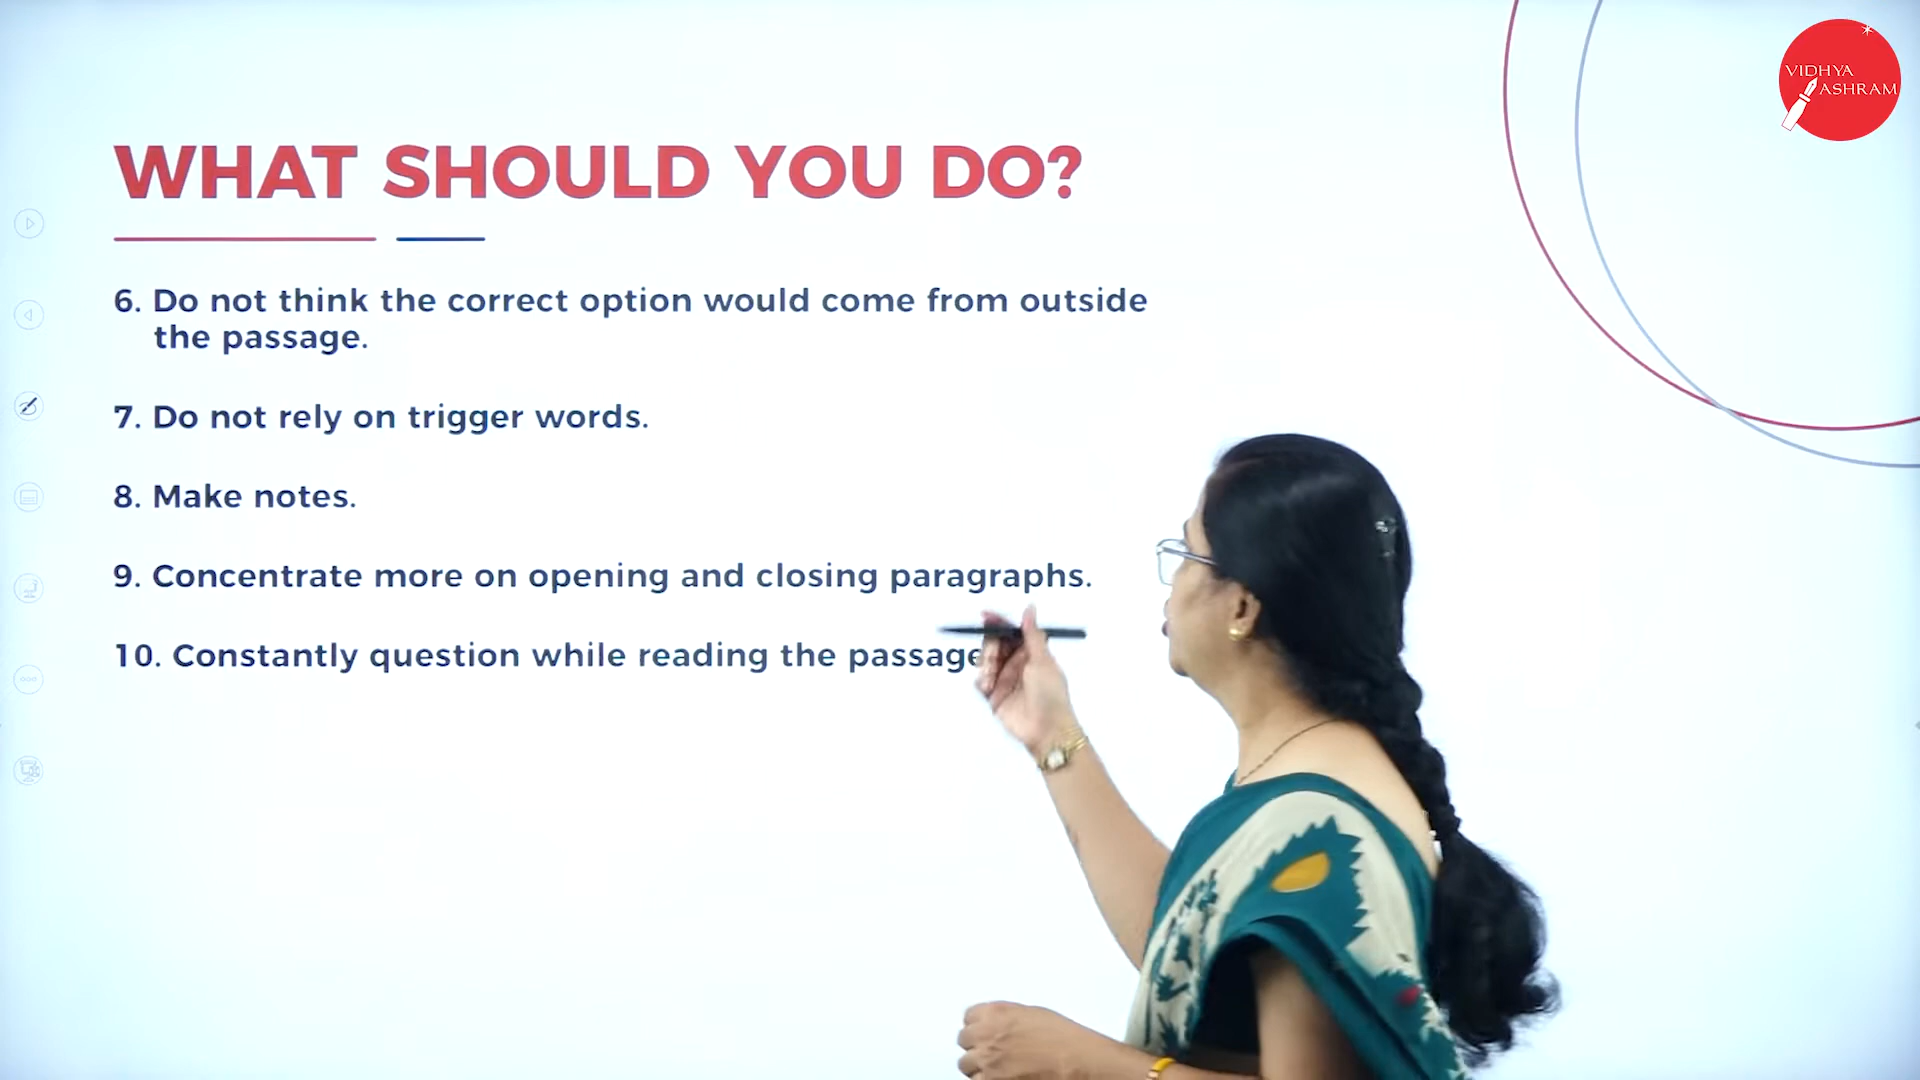 VIDHYA
ASHRAM
WHAT SHOULD YOU DO?
6. Do not think the correct option would come from outside
the passage.
7. Do not rely on trigger words.
8. Make notes.
9. Concentrate more on opening and closing paragraphs.
10. Constantly question while reading the passage